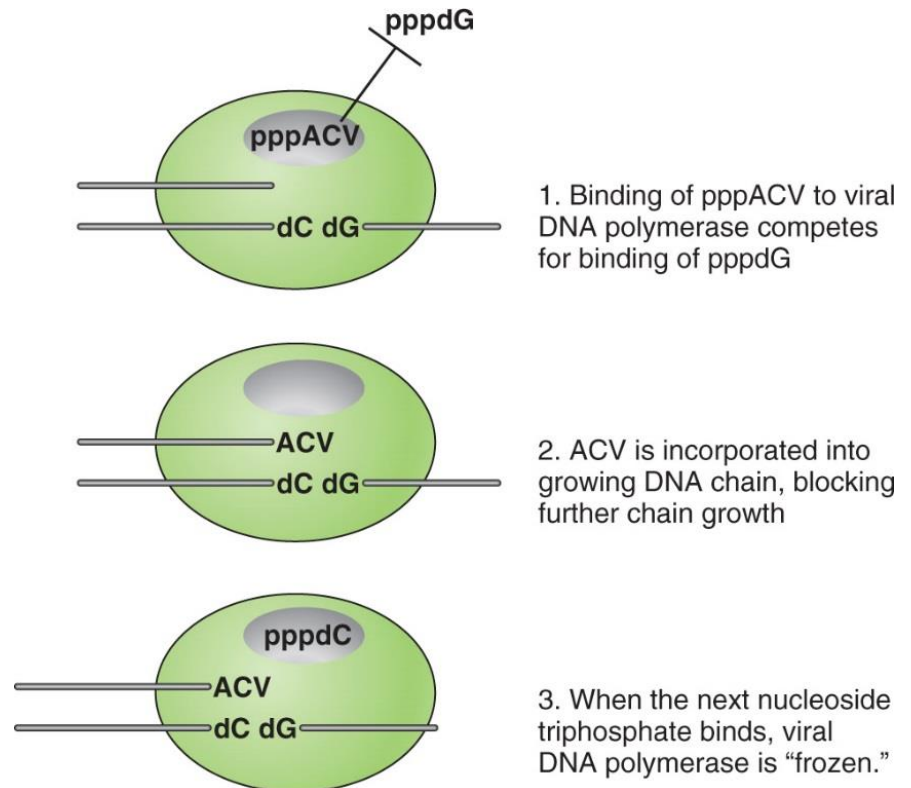 pppdG
pppACV
dC dG
1. Binding of pppACV to viral
DNA polymerase competes
for binding of pppdG
ACV
dC dG
2. ACV is incorporated into
growing DNA chain, blocking
further chain growth
pppdC
ACV
dC dG
3. When the next nucleoside
triphosphate binds, viral
DNA polymerase is “frozen.”